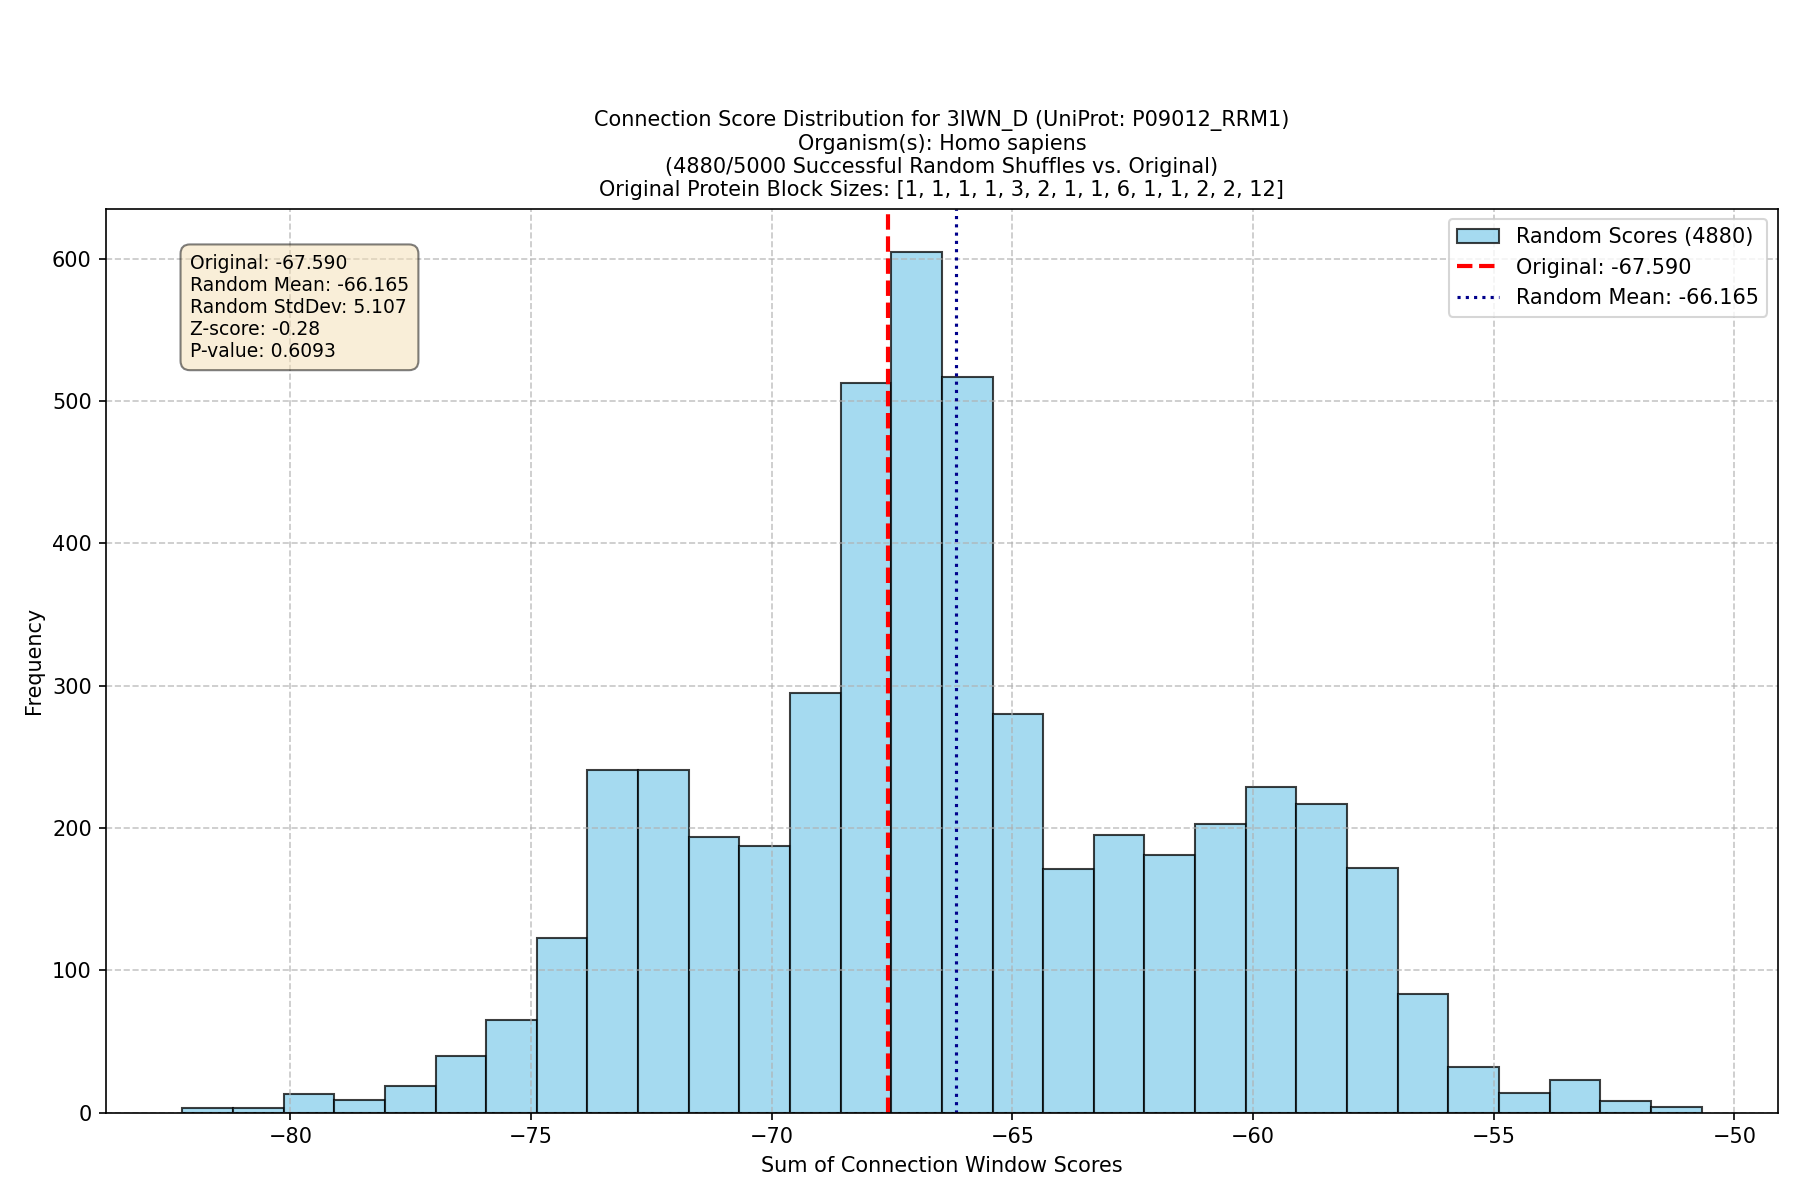 Connection Score Distribution for 3IWN_D (UniProt: P09012_RRM1)
Organism(s): Homo sapiens
(4880/5000 Successful Random Shuffles vs. Original)
Original Protein Block Sizes: [1, 1, 1, 1, 3, 2, 1, 1, 6, 1, 1, 2, 2, 12]
Original: -67.590
Random Mean: -66.165
Random StdDev: 5.107
Z-score: -0.28
P-value: 0.6093
Random Scores (4880)
Original: -67.590
Random Mean: -66.165
Frequency
600
500
400
300
200
100
0
−80
−75
−70
−65
−60
−55
−50
Sum of Connection Window Scores